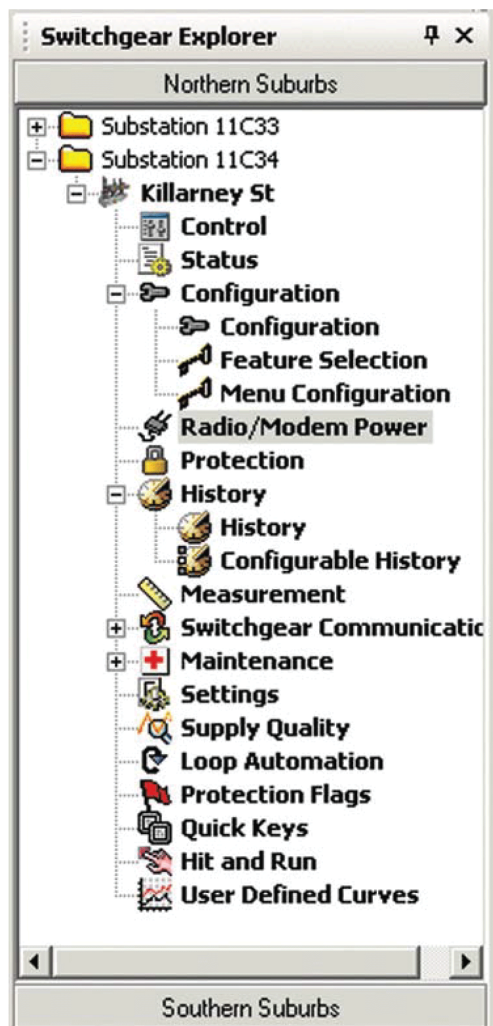 Switchgear Explorer
Northern Suburbs
Substation 11C33
Substation 11C34
Killarney St
Control
Status
Configuration
Configuration
Feature Selection
Menu Configuration
Radio/Modem Power
Protection
History
History
Configurable History
Measurement
Switchgear Communicatic
Maintenance
Settings
Supply Quality
Loop Automation
Protection Flags
Quick Keys
Hit and Run
User Defined Curves
Southern Suburbs